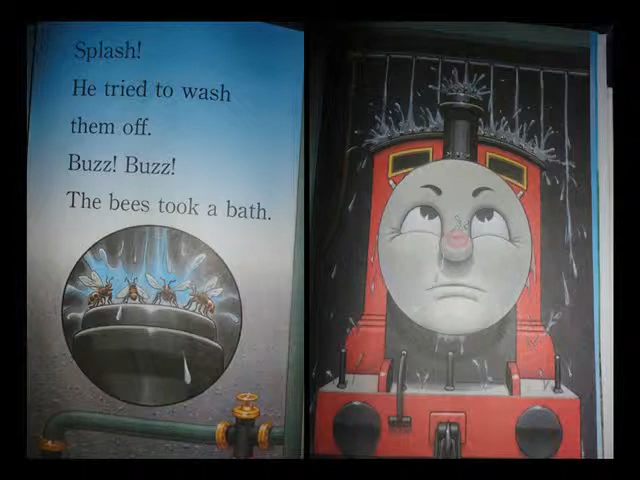 Splash!
He tried to wash
them off.
Buzz! Buzz!
The bees took a bath.